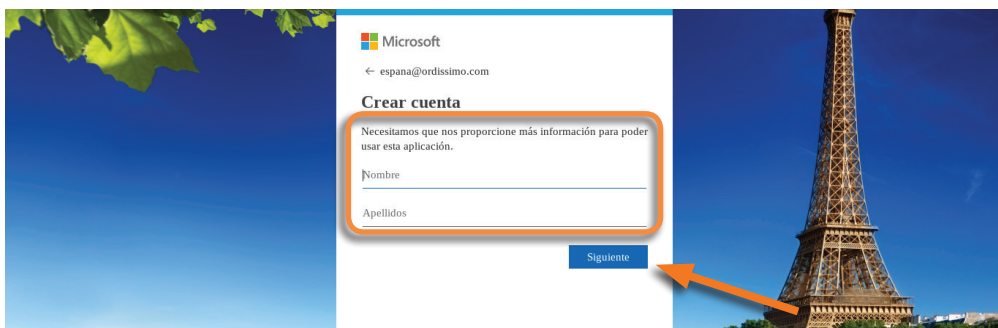 Microsoft
← espana@ordissimo.com
Crear cuenta
Necesitamos que nos proporcione más información para poder
usar esta aplicación.
Nombre
Apellidos
Siguiente